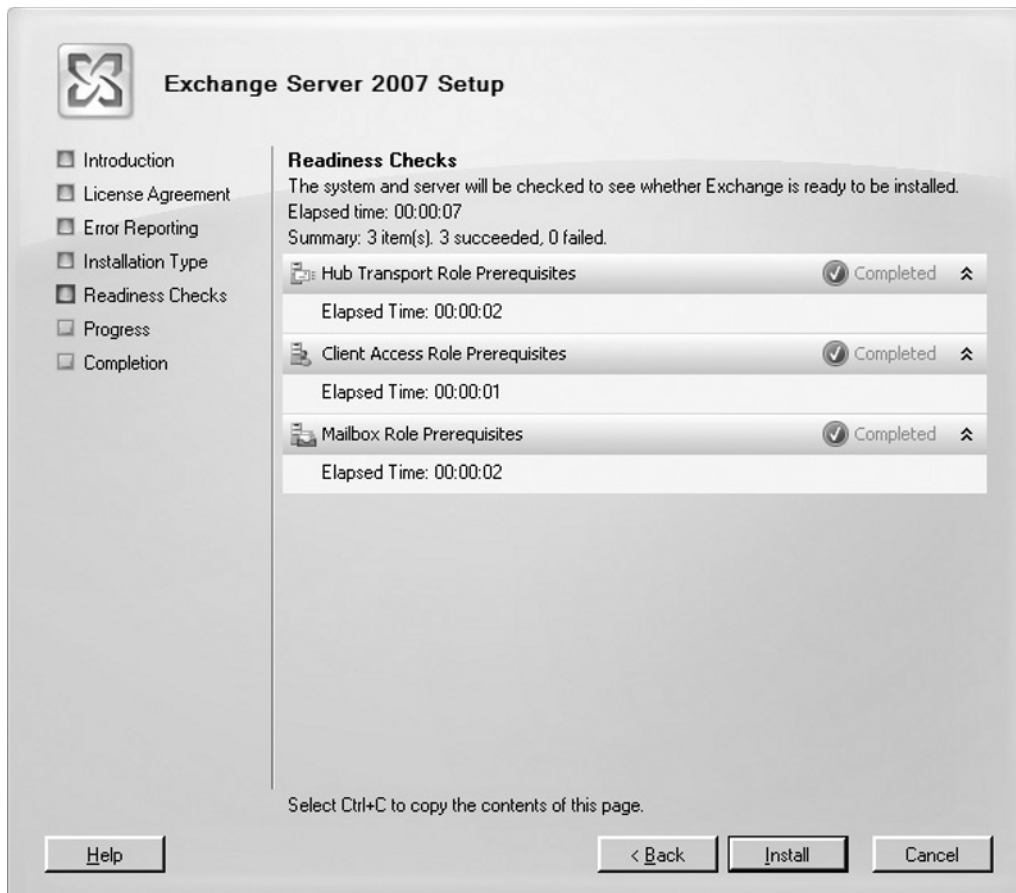 Exchange Server 2007 Setup
Introduction
License Agreement
Error Reporting
Installation Type
Readiness Checks
Progress
Completion
Readiness Checks
The system and server will be checked to see whether Exchange is ready to be installed.
Elapsed time: 00:00:07
Summary: 3 item(s). 3 succeeded, 0 failed.
Hub Transport Role Prerequisites Completed
Elapsed Time: 00:00:02
Client Access Role Prerequisites Completed
Elapsed Time: 00:00:01
Mailbox Role Prerequisites Completed
Elapsed Time: 00:00:02
Select Ctrl+C to copy the contents of this page.
Help < Back Install Cancel